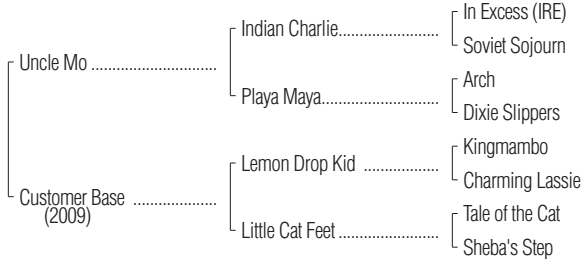 In Excess (IRE)
Indian Charlie.......................
Soviet Sojourn
Uncle Mo ............................
Arch
Playa Maya...........................
Dixie Slippers
Kingmambo
Lemon Drop Kid .................
Charming Lassie
Customer Base ..................
(2009)
Tale of the Cat
Little Cat Feet .......................
Sheba's Step